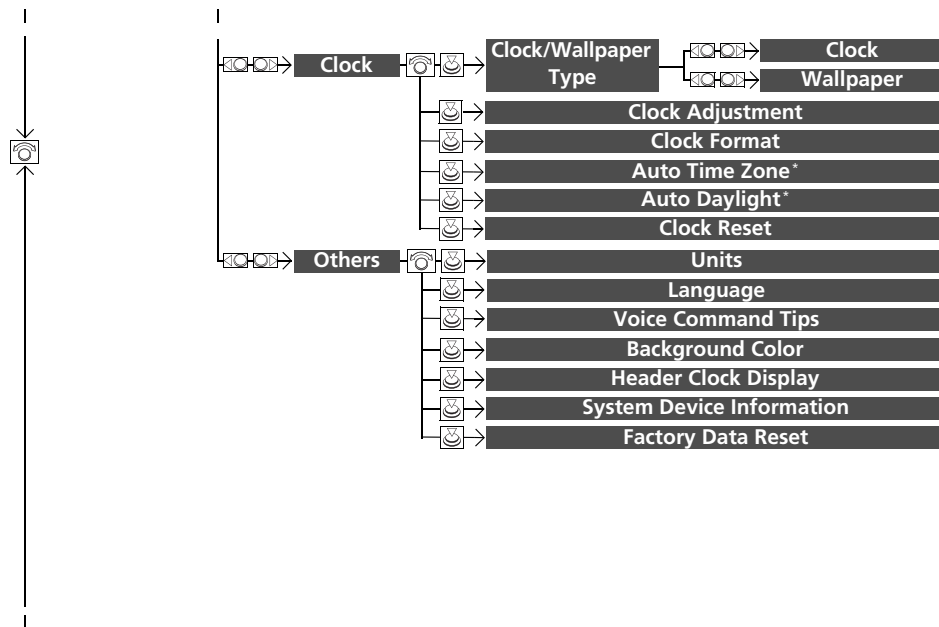 Clock
Clock/Wallpaper
Type
Clock
Wallpaper
Clock Adjustment
Clock Format
Auto Time Zone*
Auto Daylight*
Clock Reset
Others
Units
Language
Voice Command Tips
Background Color
Header Clock Display
System Device Information
Factory Data Reset